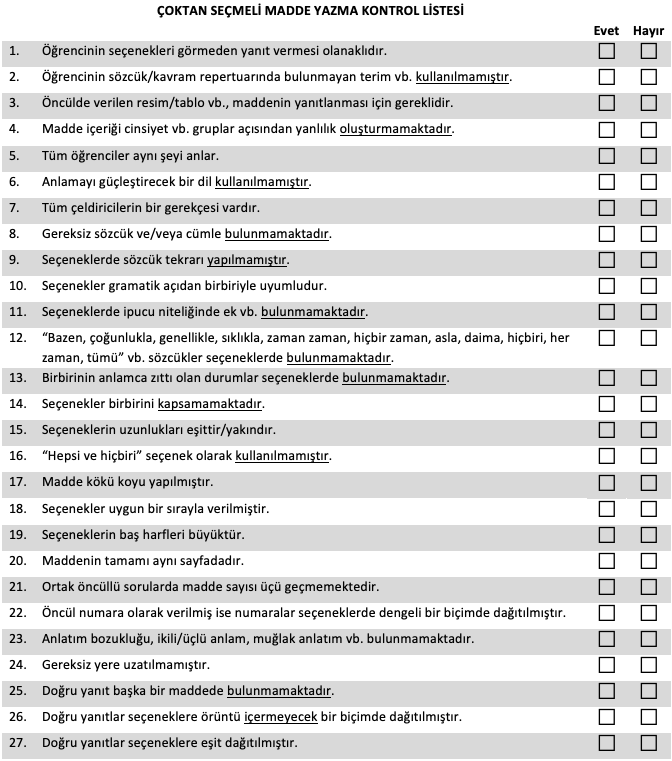 ÇOKTAN SEÇMELİ MADDE YAZMA KONTROL LİSTESİ
Evet Hayır
1. Öğrencinin seçenekleri görmeden yanıt vermesi olanaklıdır.
2. Öğrencinin sözcük/kavram repertuarında bulunmayan terim vb. kullanılmamıştır.
3. Öncülde verilen resim/tablo vb., maddenin yanıtlanması için gereklidir.
4. Madde içeriği cinsiyet vb. gruplar açısından yanlılık oluşturmamaktadır.
5. Tüm öğrenciler aynı şeyi anlar.
6. Anlamayı güçleştirecek bir dil kullanılmamıştır.
7. Tüm çeldiricilerin bir gerekçesi vardır.
8. Gereksiz sözcük ve/veya cümle bulunmamaktadır.
9. Seçeneklerde sözcük tekrarı yapılmamıştır.
10. Seçenekler gramatik açıdan birbiriyle uyumludur.
11. Seçeneklerde ipucu niteliğinde ek vb. bulunmamaktadır.
12. “Bazen, çoğunlukla, genellikle, sıklıkla, zaman zaman, hiçbir zaman, asla, daima, hiçbiri, her
zaman, tümü” vb. sözcükler seçeneklerde bulunmamaktadır.
13. Birbirinin anlamca zıttı olan durumlar seçeneklerde bulunmamaktadır.
14. Seçenekler birbirini kapsamamaktadır.
15. Seçeneklerin uzunlukları eşittir/yakındır.
16. “Hepsi ve hiçbiri” seçenek olarak kullanılmamıştır.
17. Madde kökü koyu yapılmıştır.
18. Seçenekler uygun bir sırayla verilmiştir.
19. Seçeneklerin baş harfleri büyüktür.
20. Maddenin tamamı aynı sayfadadır.
21. Ortak öncüllü sorularda madde sayısı üçü geçmemektedir.
22. Öncül numara olarak verilmiş ise numaralar seçeneklerde dengeli bir biçimde dağıtılmıştır.
23. Anlatım bozukluğu, ikili/üçlü anlam, muğlak anlatım vb. bulunmamaktadır.
24. Gereksiz yere uzatılmamıştır.
25. Doğru yanıt başka bir maddede bulunmamaktadır.
26. Doğru yanıtlar seçeneklere örüntü içermeyecek bir biçimde dağıtılmıştır.
27. Doğru yanıtlar seçeneklere eşit dağıtılmıştır.